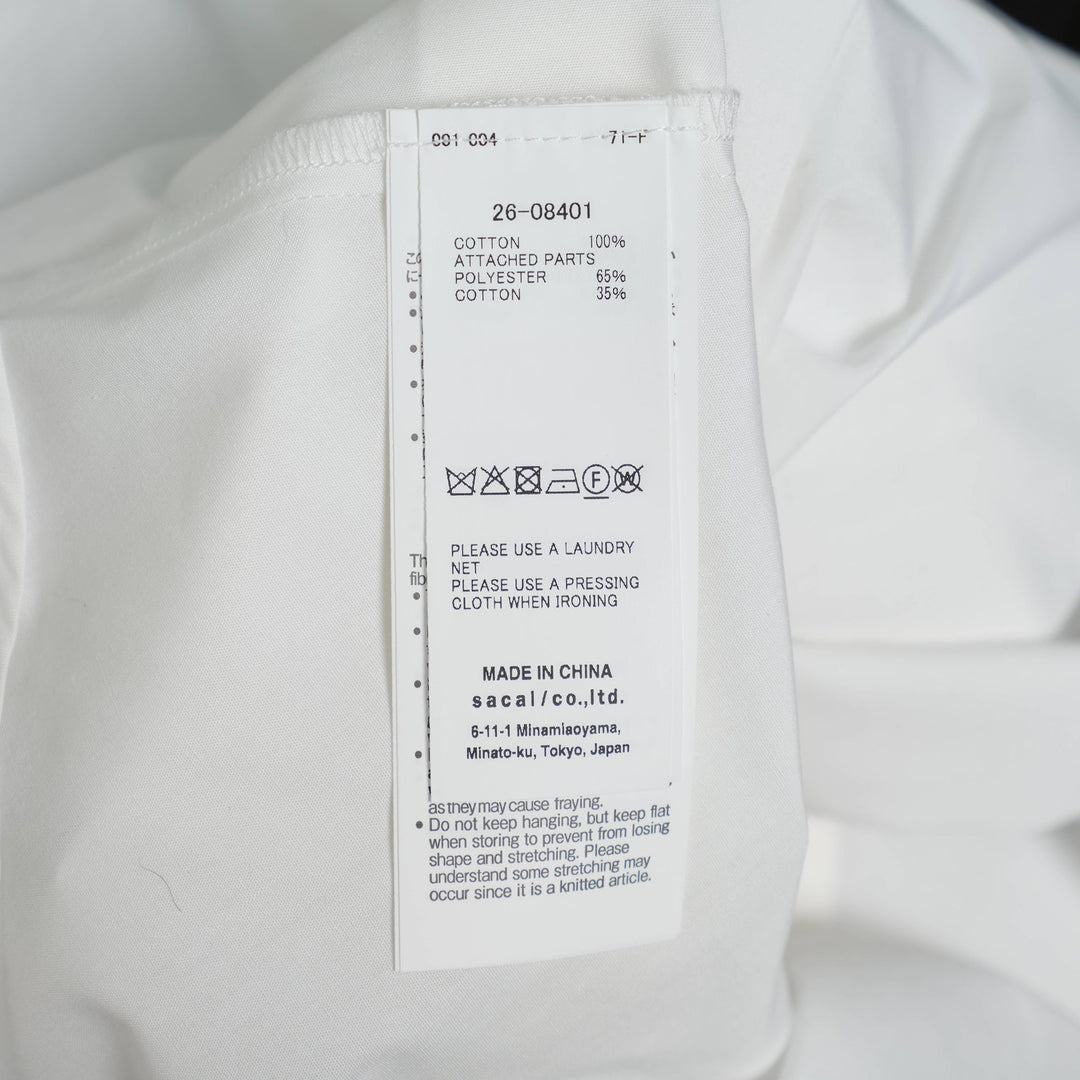 001 004 71-F
26-08401
COTTON 100%
ATTACHED PARTS
POLYESTER 65%
COTTON 35%
F W
PLEASE USE A LAUNDRY
NET
PLEASE USE A PRESSING
CLOTH WHEN IRONING
MADE IN CHINA
sacai/co.,ltd.
6-11-1 Minamiaoyama,
Minato-ku, Tokyo, Japan
as they may cause fraying.
• Do not keep hanging, but keep flat
when storing to prevent from losing
shape and stretching. Please
understand some stretching may
occur since it is a knitted article.